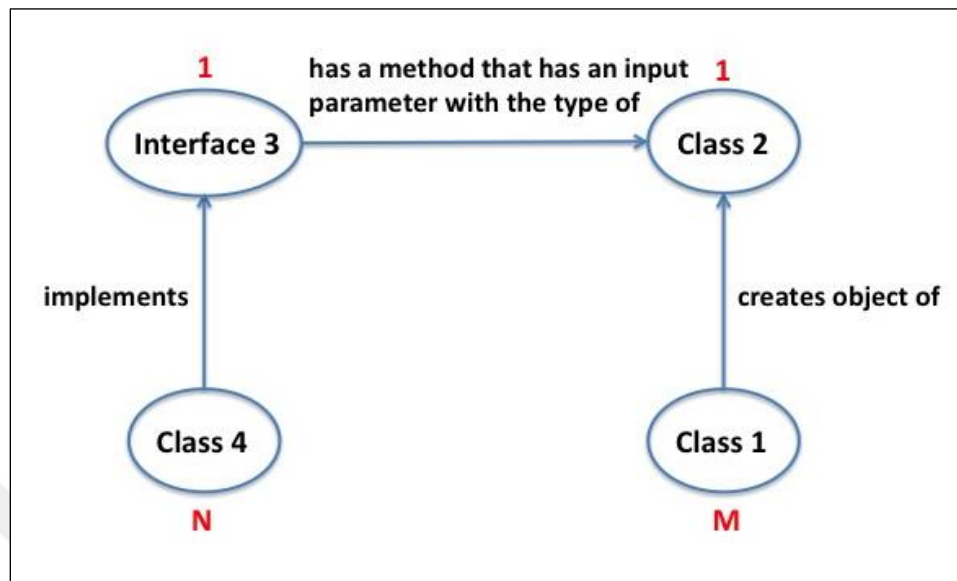 1
has a method that has an input
parameter with the type of
1
Interface 3
Class 2
implements
creates object of
Class 4
Class 1
N
M